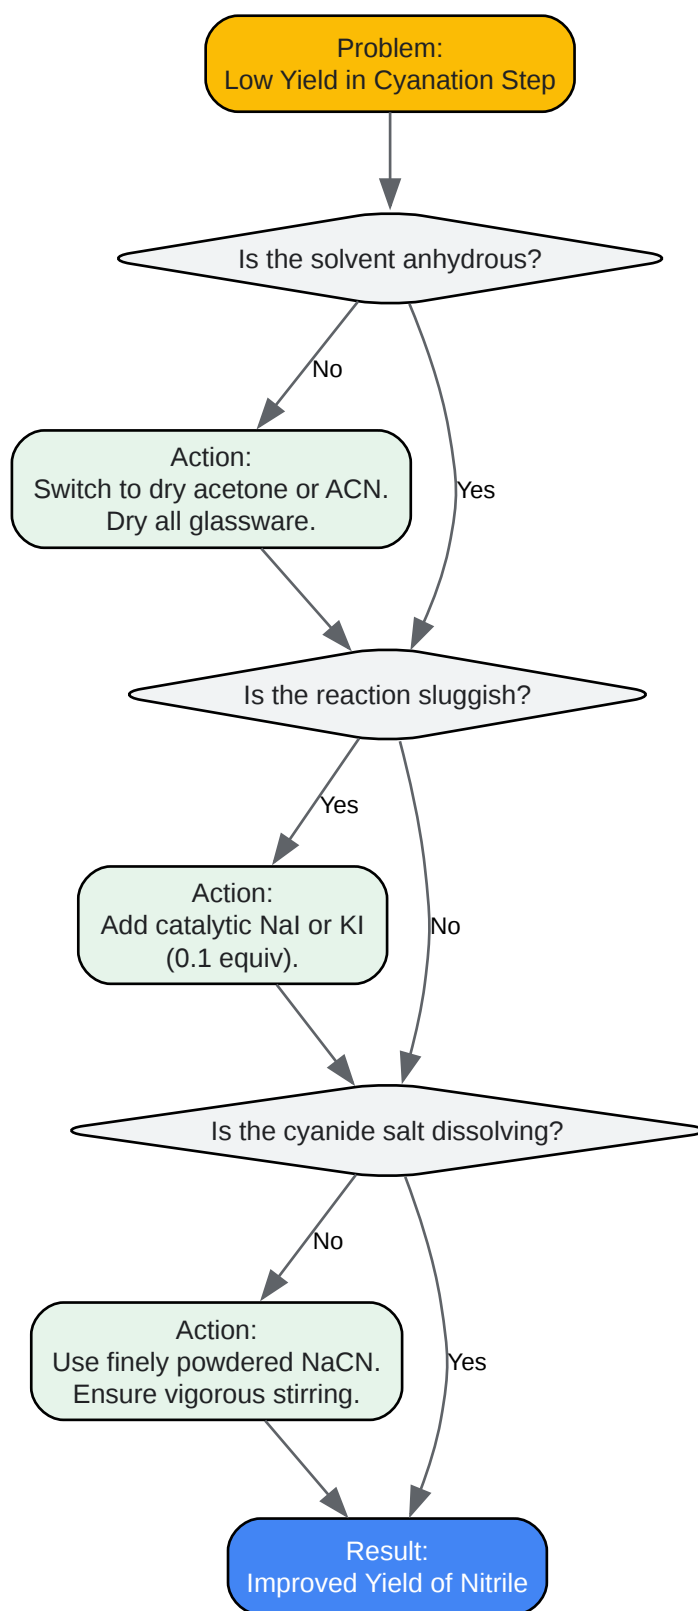 Problem:
Low Yield in Cyanation Step
Is the solvent anhydrous?
No
Action:
Switch to dry acetone or ACN.
Dry all glassware.
Yes
Is the reaction sluggish?
Yes
Action:
Add catalytic NaI or KI
(0.1 equiv).
No
Is the cyanide salt dissolving?
No
Action:
Use finely powdered NaCN.
Ensure vigorous stirring.
Yes
Result:
Improved Yield of Nitrile